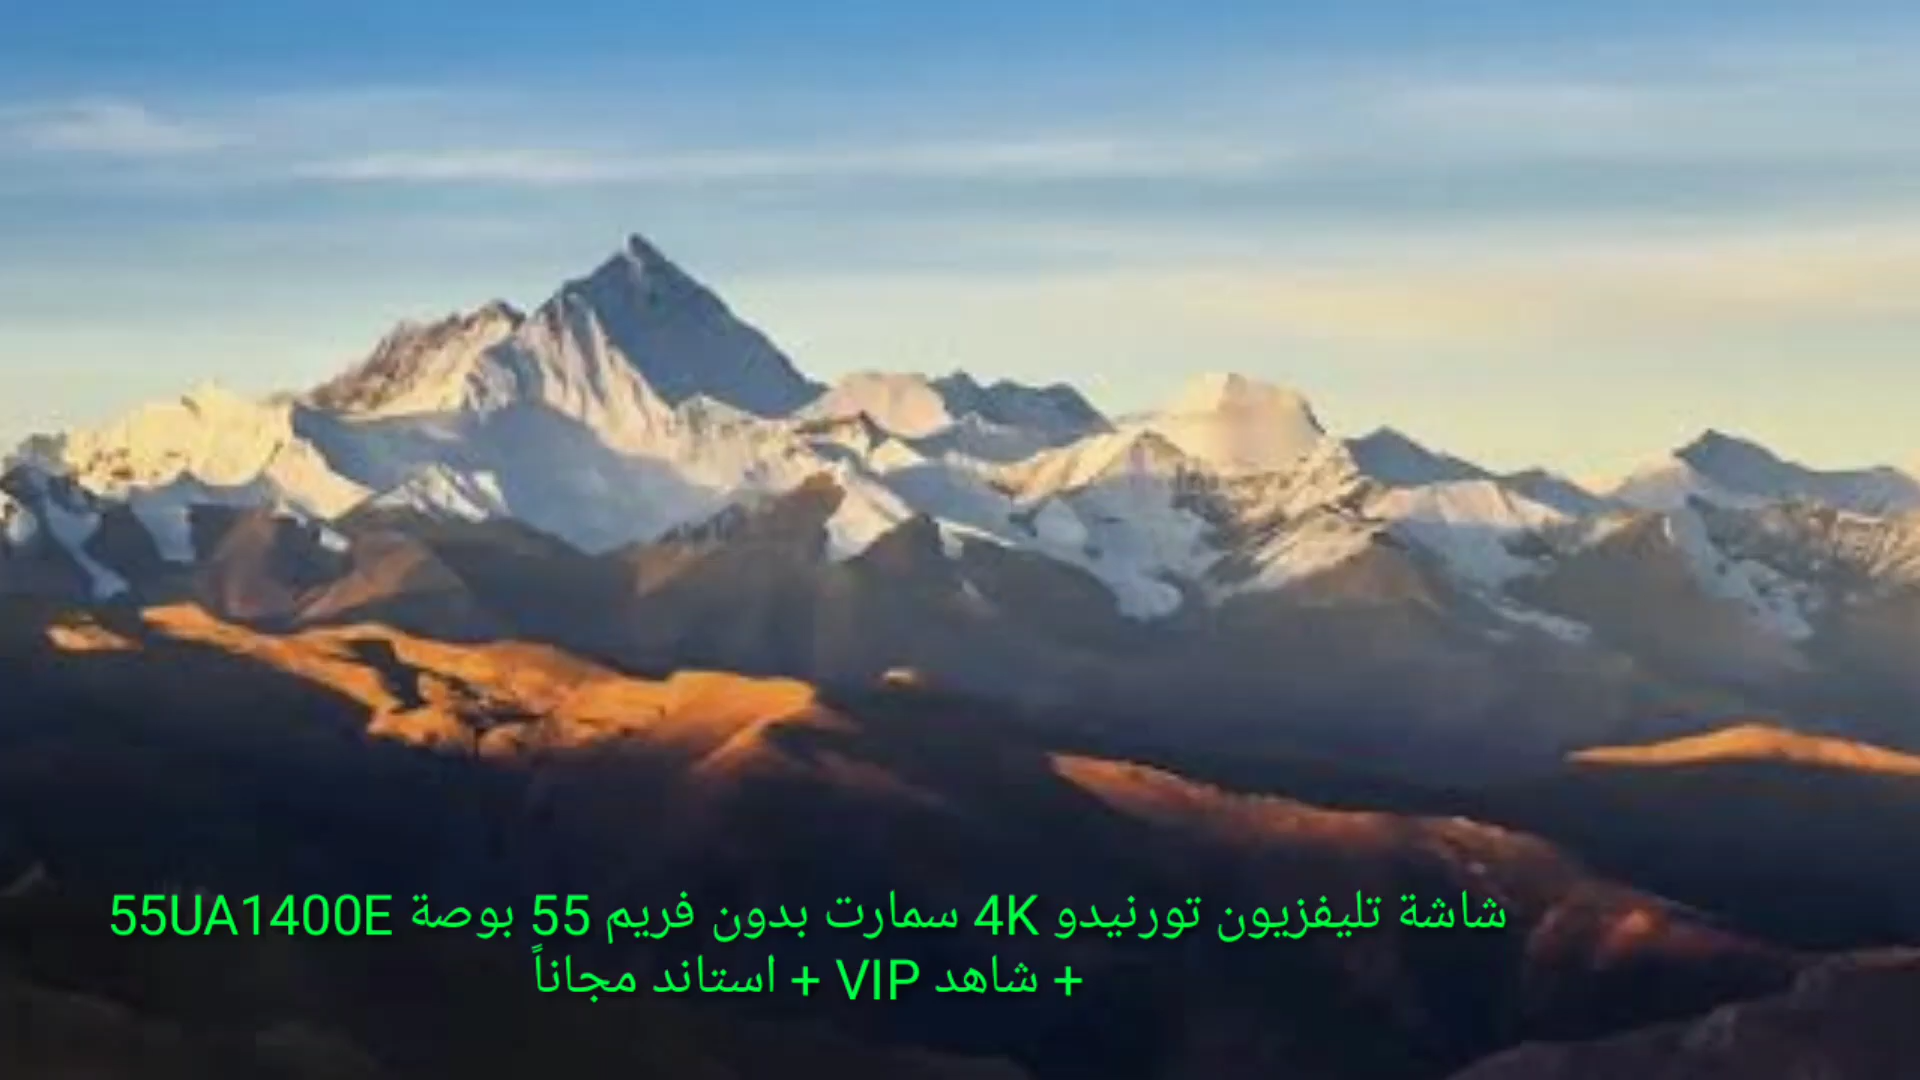 شاشة تليفزيون تورنيدو 4K سمارت بدون فريم 55 بوصة 55UA1400E
+ شاهد VIP + استاند مجاناً